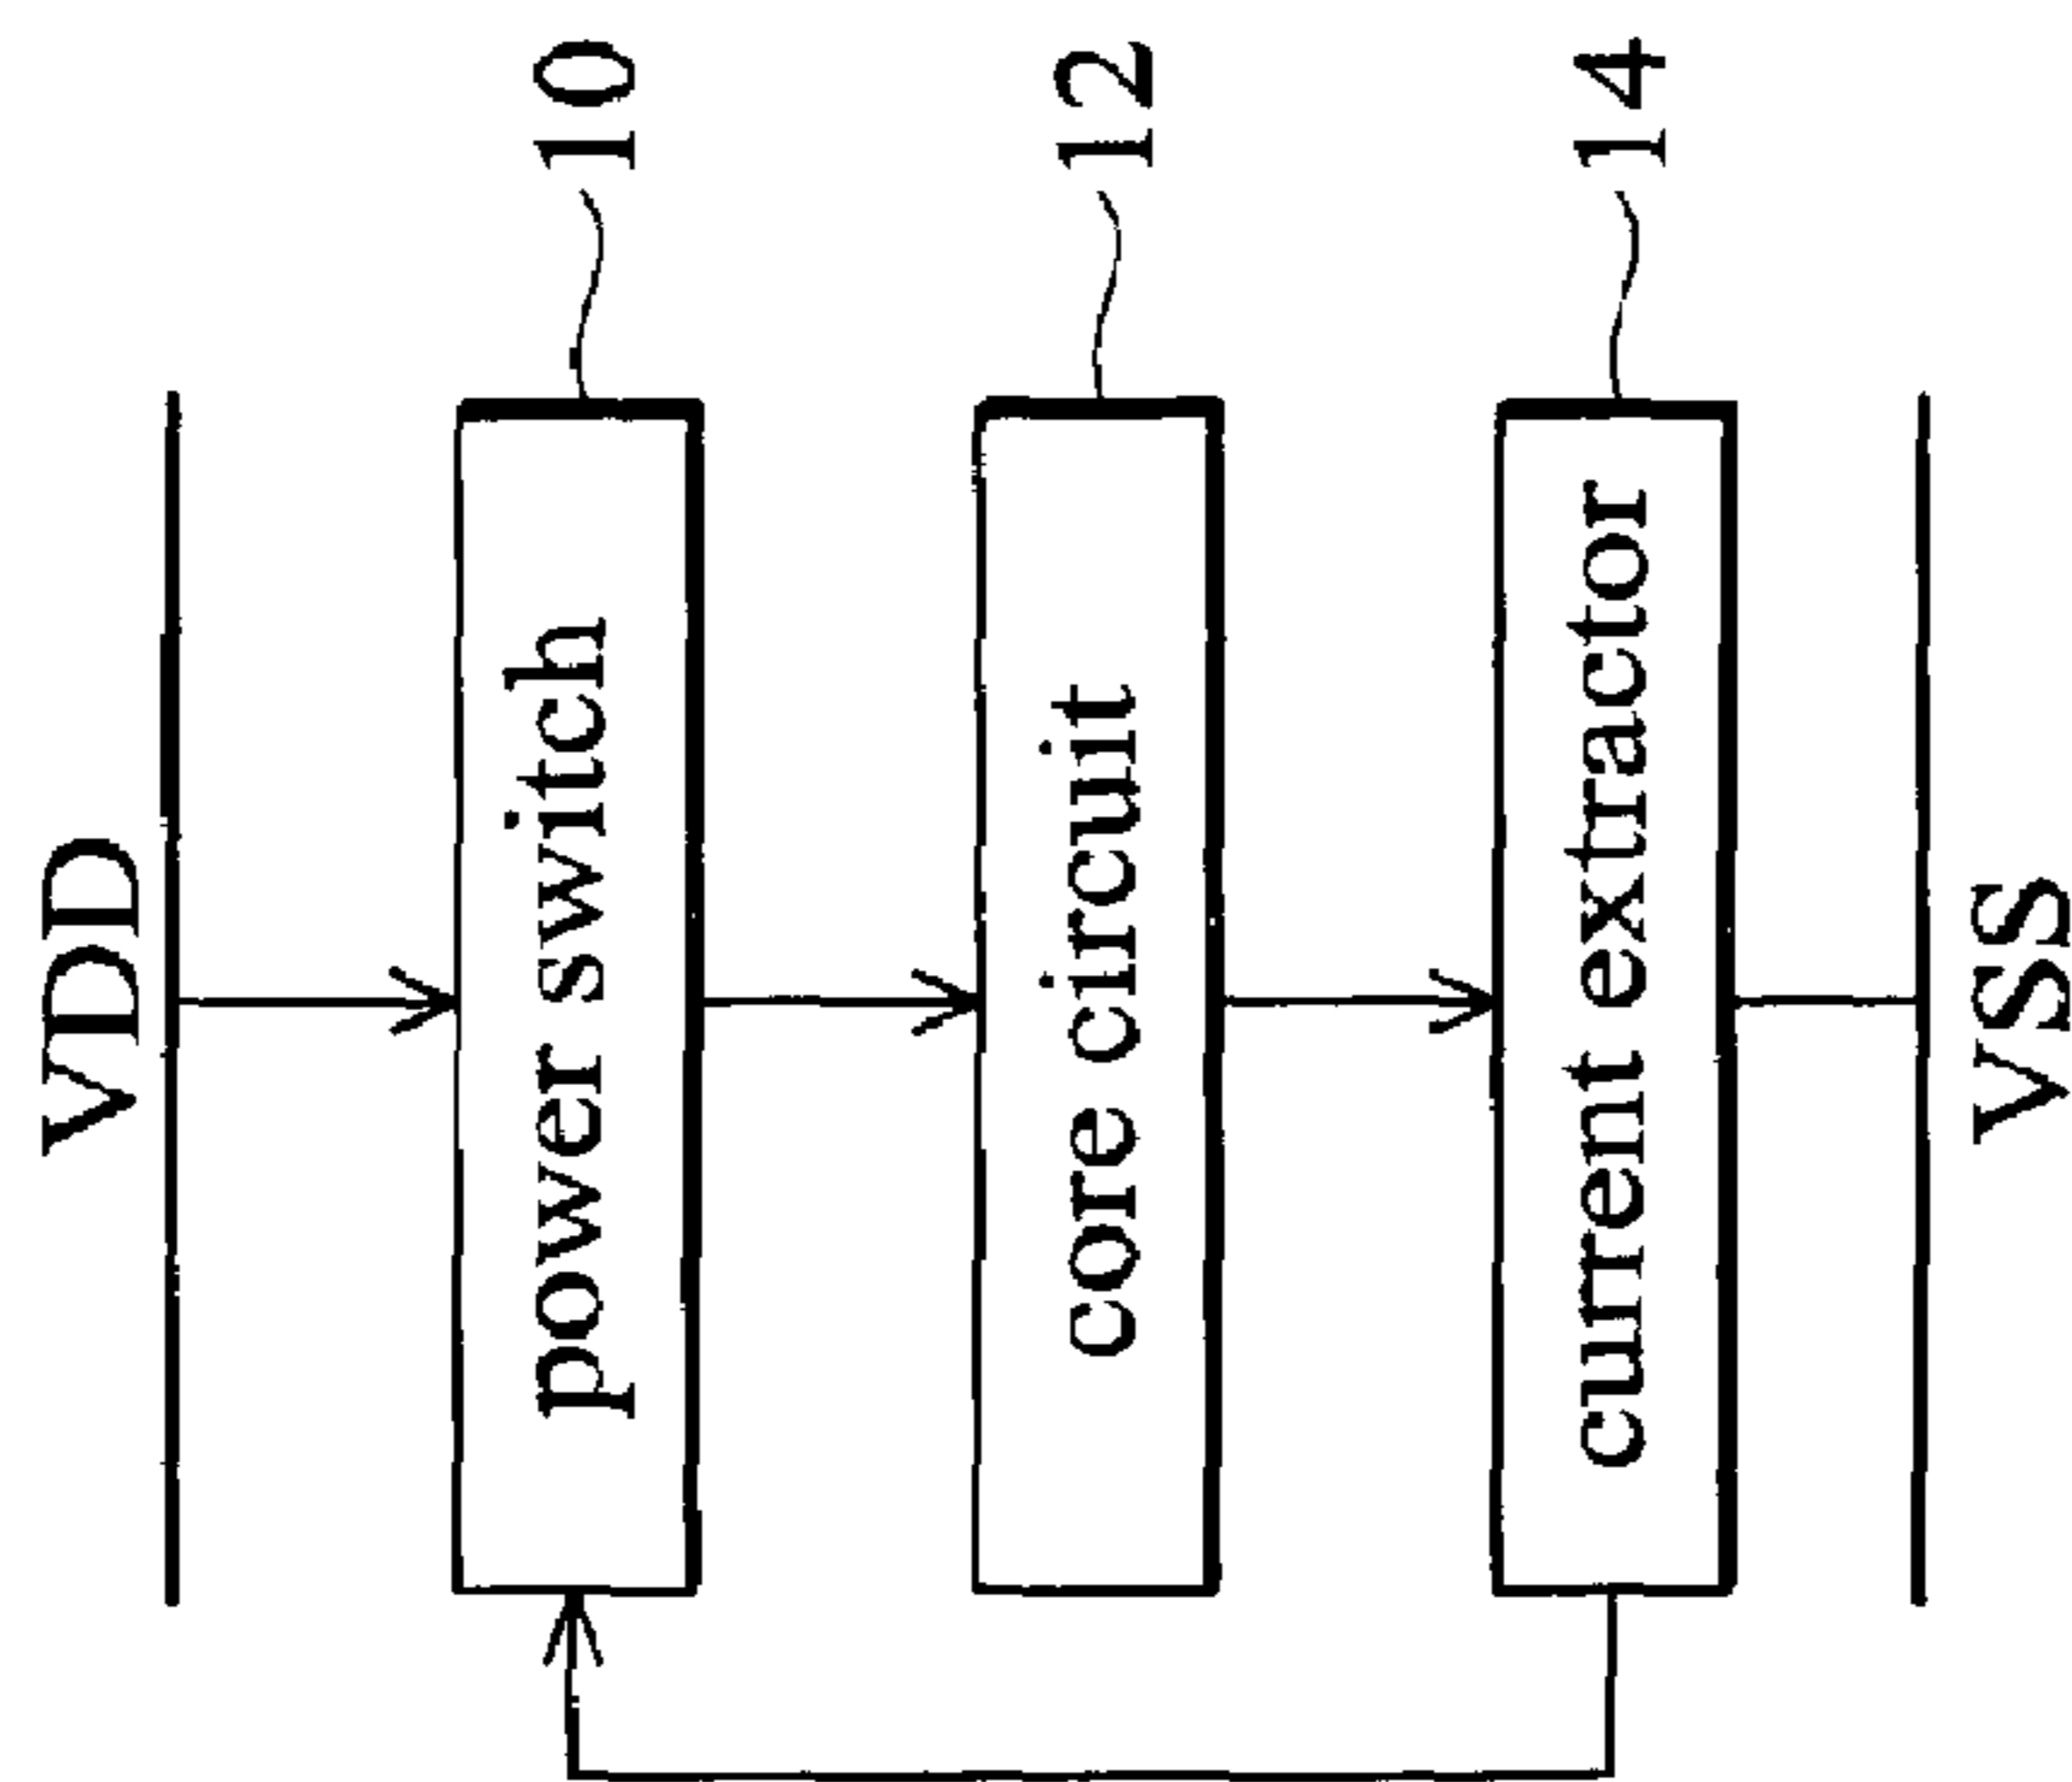 VDD
power switch 10
core circuit 12
current extractor 14
VSS